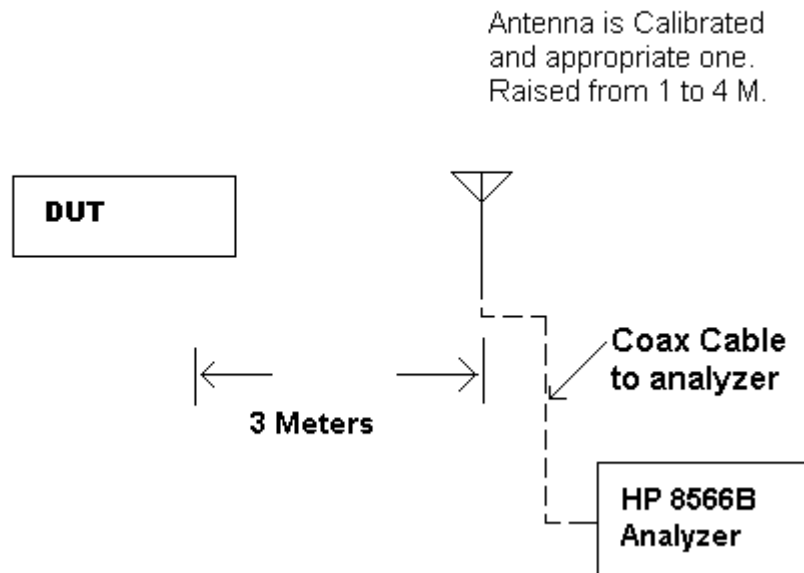 Antenna is Calibrated
and appropriate one.
Raised from 1 to 4 M.
DUT
Coax Cable
to analyzer
3 Meters
HP 8566B
Analyzer